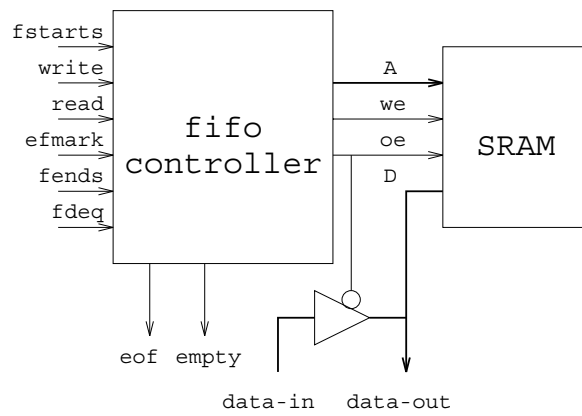 fstarts
write
read
efmark
fends
fdeq
fifo
controller
A
we
oe
D
SRAM
eof
empty
data-in
data-out